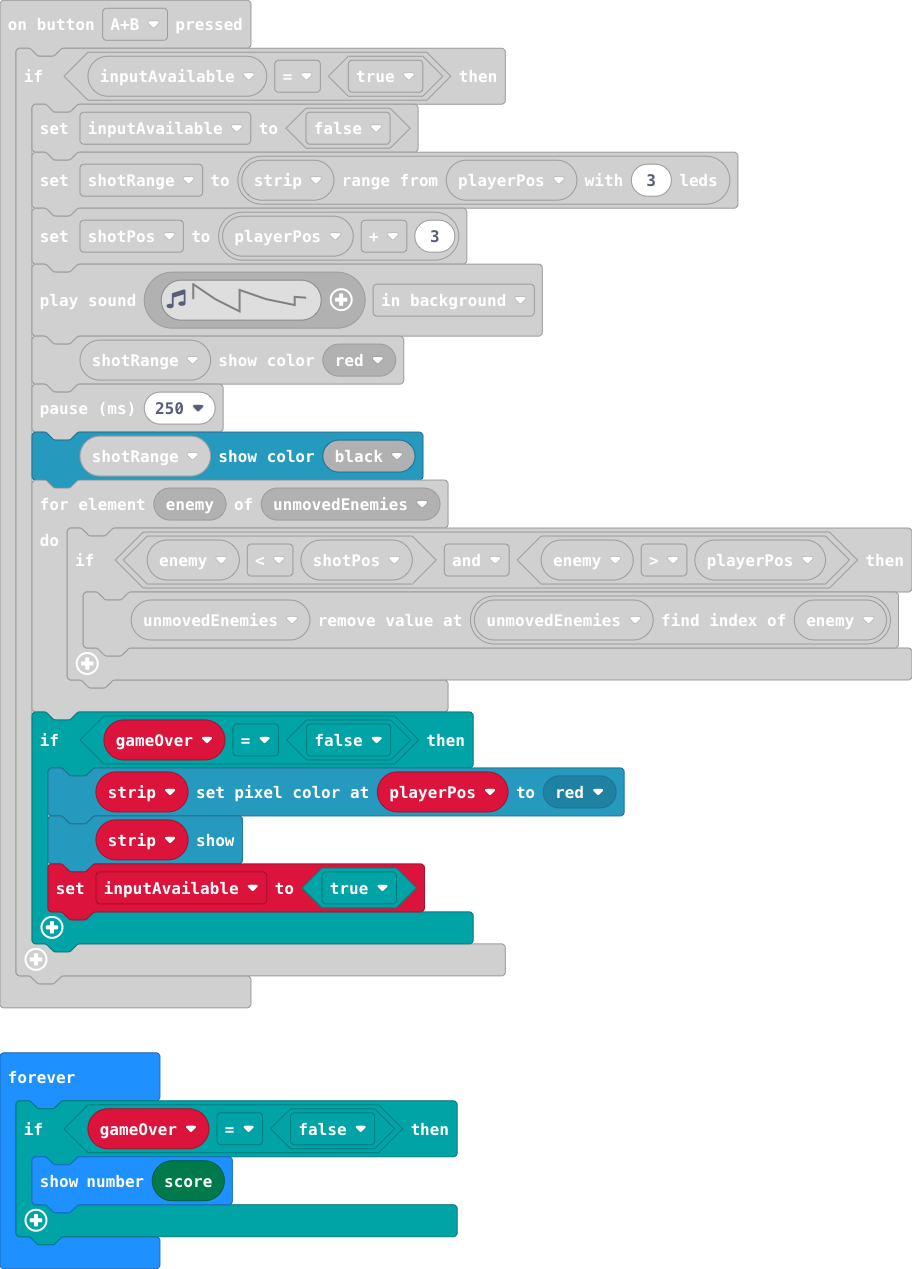 on button A+B pressed
if inputAvailable = true then
set inputAvailable to false
set shotRange to strip range from playerPos with 3 leds
set shotPos to playerPos + 3
play sound in background
shotRange show color red
pause (ms) 250
shotRange show color black
for element enemy of unmovedEnemies
do
if enemy < shotPos and enemy > playerPos then
unmovedEnemies remove value at unmovedEnemies find index of enemy
if gameOver = false then
strip set pixel color at playerPos to red
strip show
set inputAvailable to true
forever
if gameOver = false then
show number score